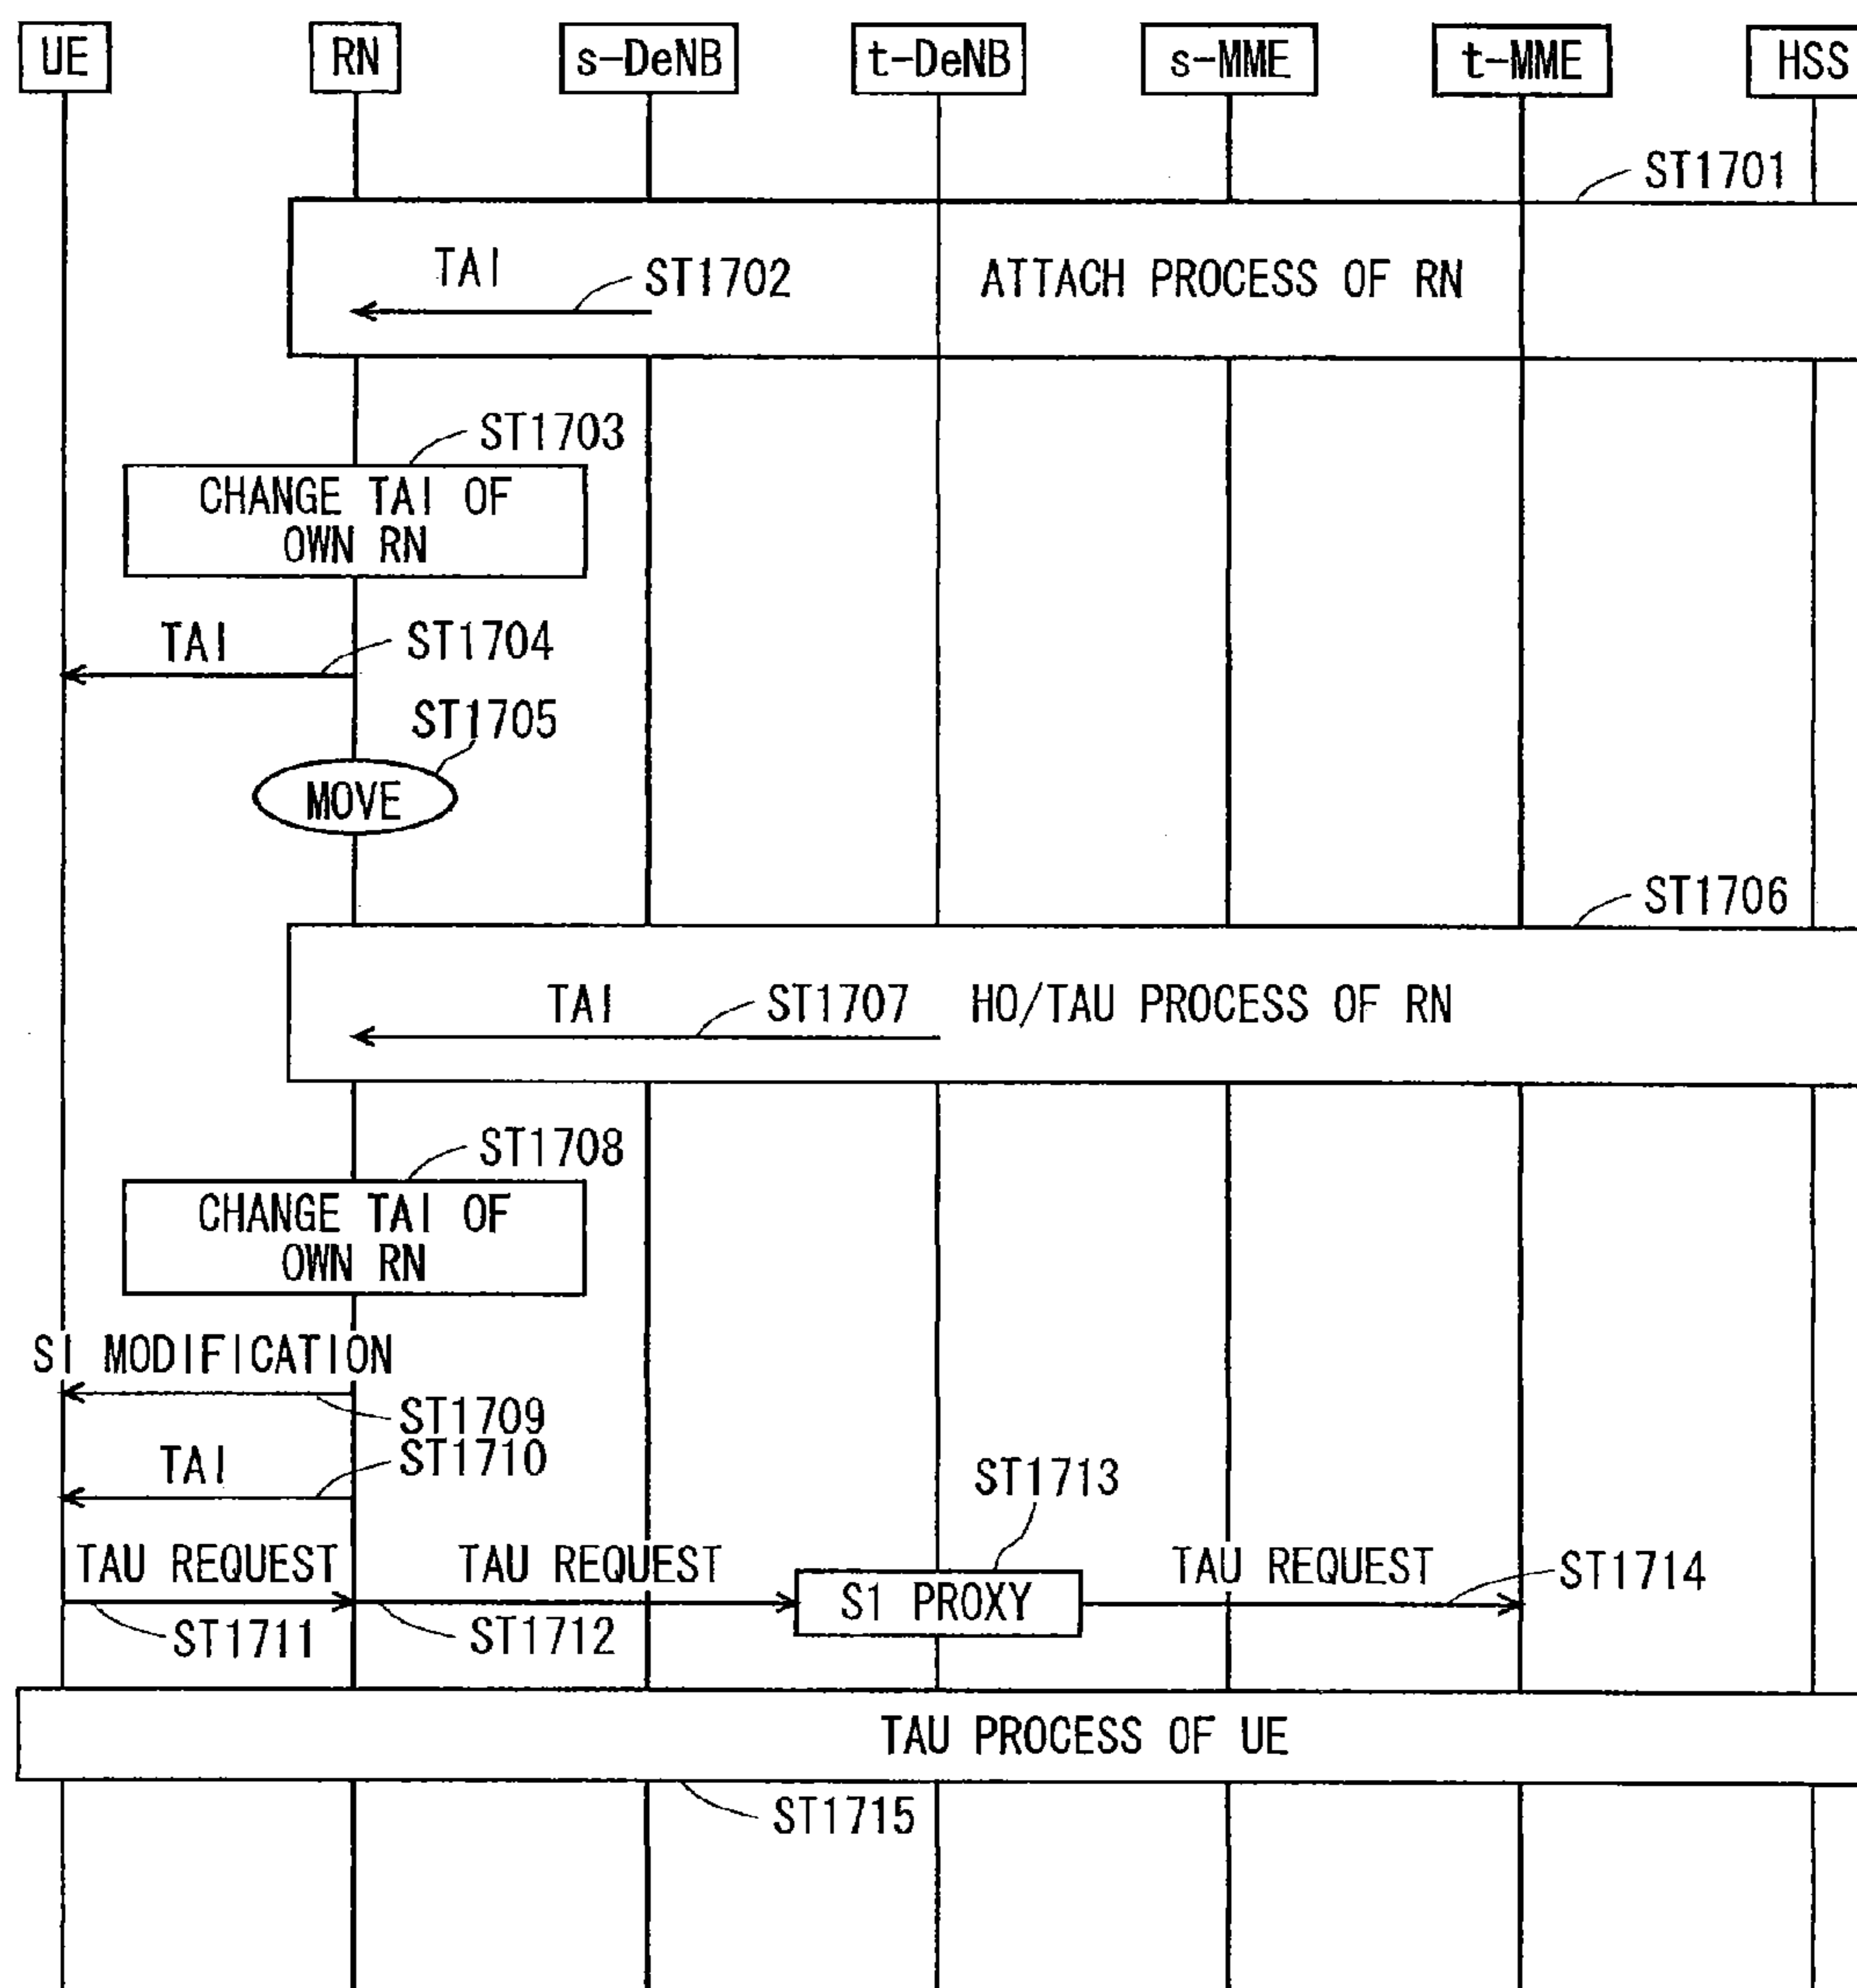 UE RN s-DeNB t-DeNB s-MME t-MME HSS
ST1701
TAI ST1702 ATTACH PROCESS OF RN
ST1703
CHANGE TAI OF
OWN RN
TAI ST1704
ST1705
MOVE
ST1706
TAI ST1707 HO/TAU PROCESS OF RN
ST1708
CHANGE TAI OF
OWN RN
SI MODIFICATION
ST1709
TAI ST1710
ST1713
TAU REQUEST TAU REQUEST S1 PROXY TAU REQUEST ST1714
ST1711 ST1712
TAU PROCESS OF UE
ST1715